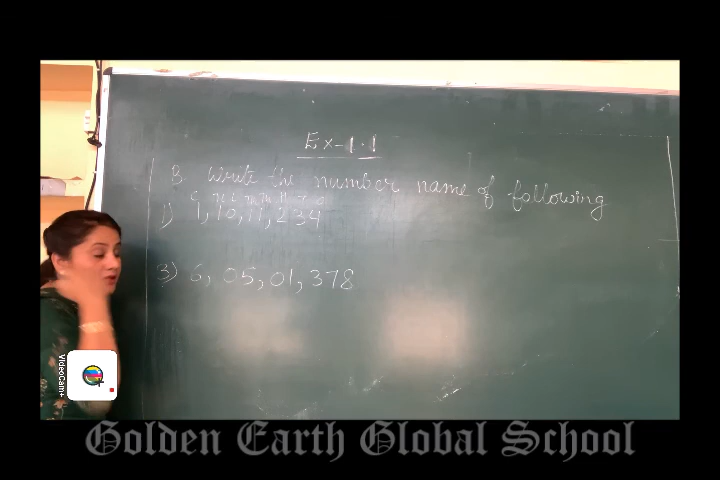 Ex-1.1
3. Write the number name of following
1) 1,10,11,234
3) 6, 05, 01, 378
VideoCam+
Golden Earth Global School